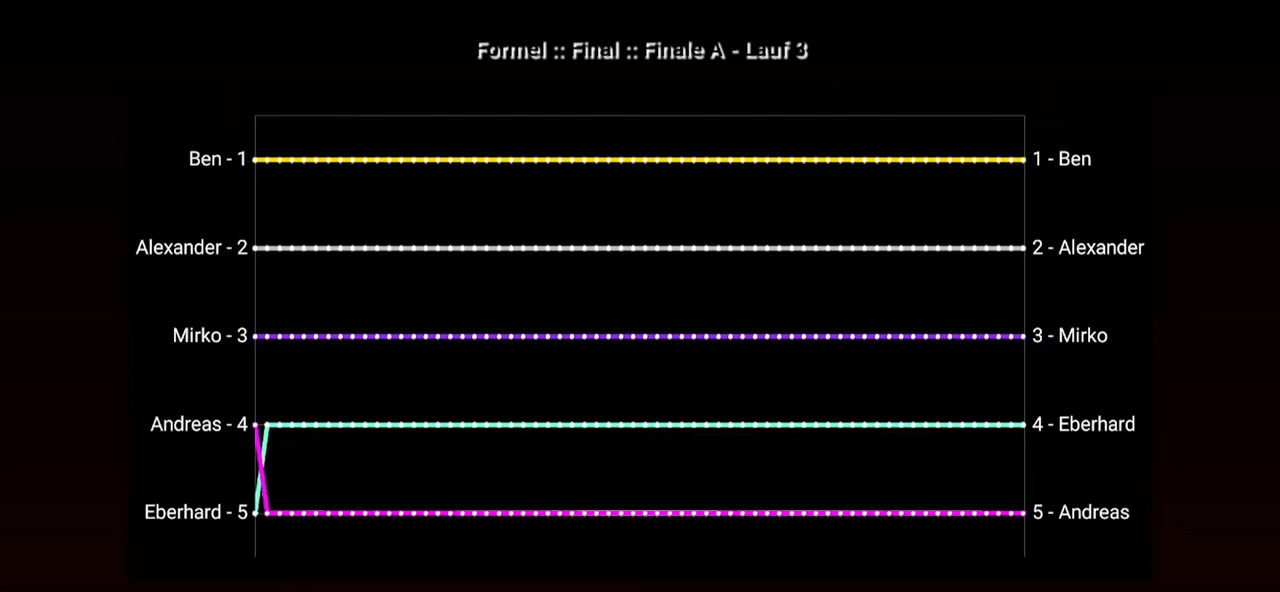 Formel :: Final :: Finale A - Lauf 3
Ben - 1
1 - Ben
Alexander - 2
2 - Alexander
Mirko - 3
3 - Mirko
Andreas - 4
4 - Eberhard
Eberhard - 5
5 - Andreas